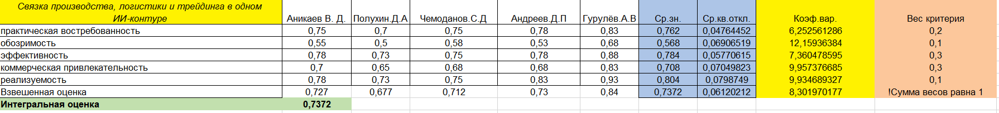 Связка производства, логистики и трейдинга в одном
ИИ-контуре Аникаев В. Д. Полухин.Д.А Чемоданов.С.Д Андреев.Д.П Гурулёв.А.В Ср.зн. Ср.кв.откл. Коэф.вар. Вес критерия
практическая востребованность 0,75 0,7 0,75 0,78 0,83 0,762 0,04764452 6,252561286 0,2
обозримость 0,55 0,5 0,58 0,53 0,68 0,568 0,06906519 12,15936384 0,1
эффективность 0,78 0,73 0,75 0,78 0,88 0,784 0,05770615 7,360478595 0,3
коммерческая привлекательность 0,7 0,65 0,68 0,68 0,83 0,708 0,07049823 9,957376685 0,3
реализуемость 0,78 0,73 0,75 0,83 0,93 0,804 0,0798749 9,934689327 0,1
Взвешенная оценка 0,727 0,677 0,712 0,73 0,84 0,7372 0,06120212 8,301970177 !Сумма весов равна 1
Интегральная оценка 0,7372